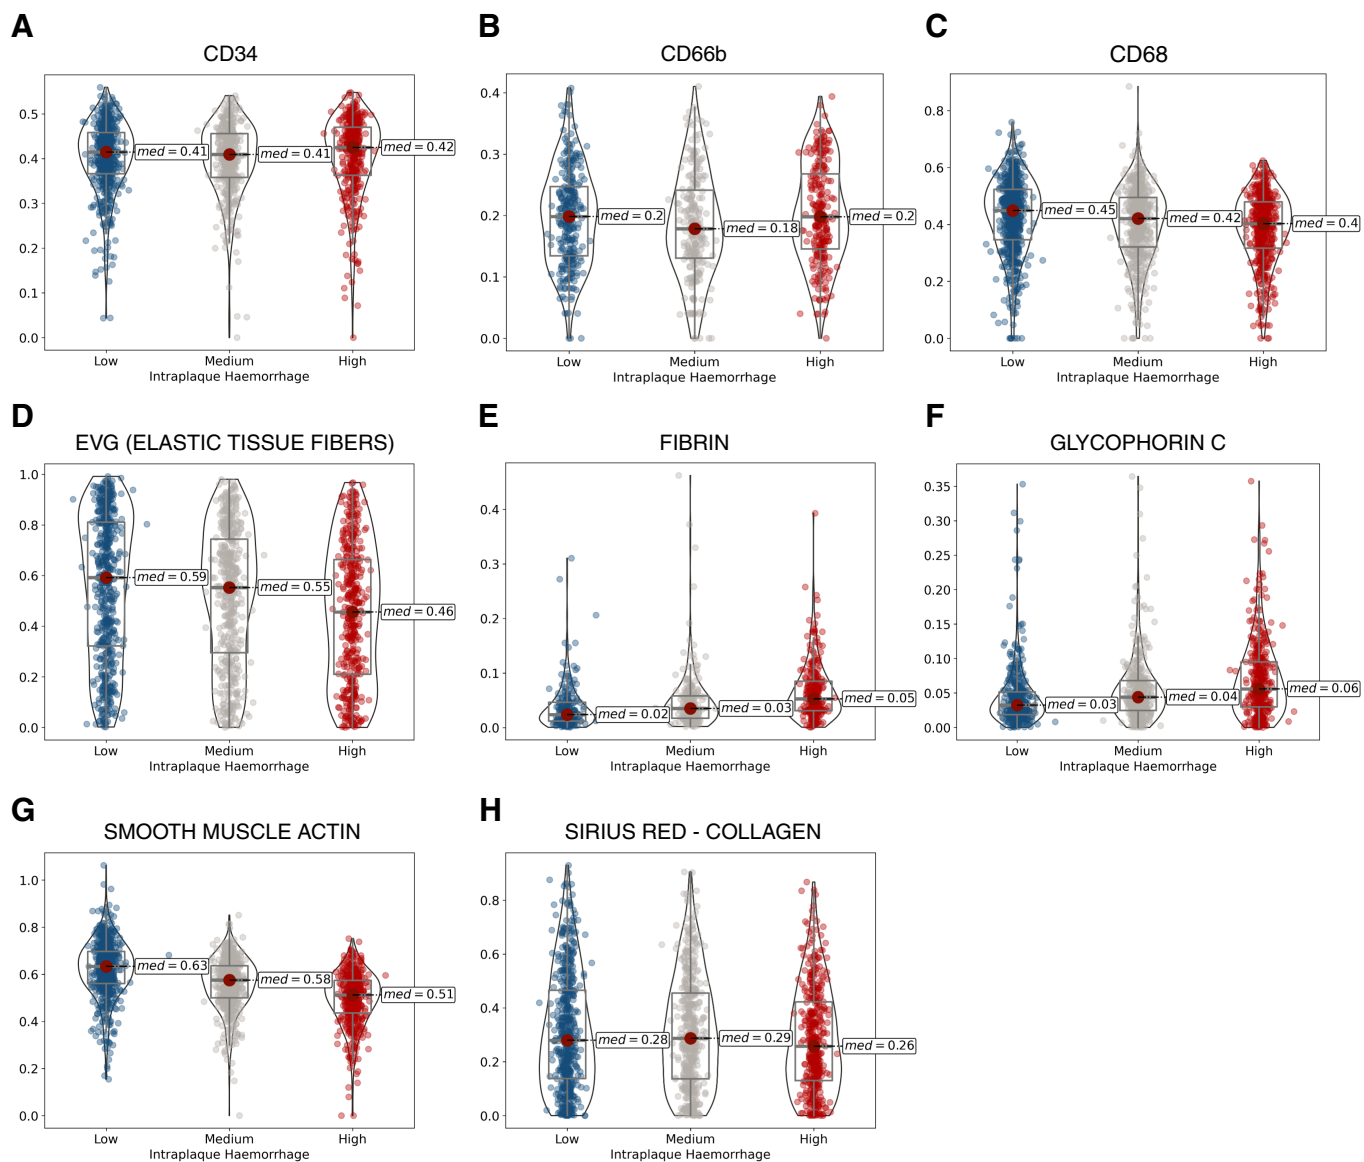 A
CD34
0.5
0.4
0.3
0.2
0.1
0.0
med = 0.41
med = 0.41
med = 0.42
Low
Medium
High
Intraplaque Haemorrhage
B
CD66b
0.4
0.3
0.2
0.1
0.0
med = 0.2
med = 0.18
med = 0.2
Low
Medium
High
Intraplaque Haemorrhage
C
CD68
0.8
0.6
0.4
0.2
0.0
med = 0.45
med = 0.42
med = 0.4
Low
Medium
High
Intraplaque Haemorrhage
D
EVG (ELASTIC TISSUE FIBERS)
1.0
0.8
0.6
0.4
0.2
0.0
med = 0.59
med = 0.55
med = 0.46
Low
Medium
High
Intraplaque Haemorrhage
E
FIBRIN
0.4
0.3
0.2
0.1
0.0
med = 0.02
med = 0.03
med = 0.05
Low
Medium
High
Intraplaque Haemorrhage
F
GLYCOPHORIN C
0.35
0.30
0.25
0.20
0.15
0.10
0.05
0.00
med = 0.03
med = 0.04
med = 0.06
Low
Medium
High
Intraplaque Haemorrhage
G
SMOOTH MUSCLE ACTIN
1.0
0.8
0.6
0.4
0.2
0.0
med = 0.63
med = 0.58
med = 0.51
Low
Medium
High
Intraplaque Haemorrhage
H
SIRIUS RED - COLLAGEN
0.8
0.6
0.4
0.2
0.0
med = 0.28
med = 0.29
med = 0.26
Low
Medium
High
Intraplaque Haemorrhage